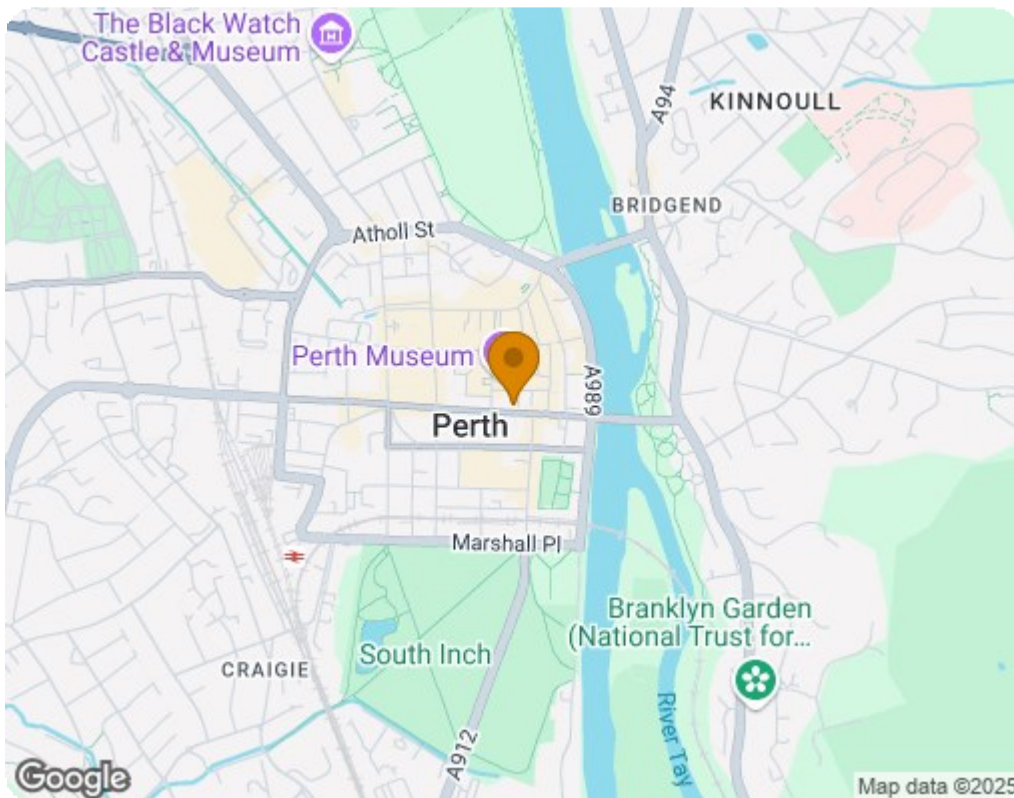 The Black Watch
Castle & Museum
A94
KINNOULL
BRIDGEND
Atholl St
Perth Museum
A989
Perth
Marshall Pl
Branklyn Garden
(National Trust for...
South Inch
CRAIGIE
River Tay
A912
Google
Map data ©2025